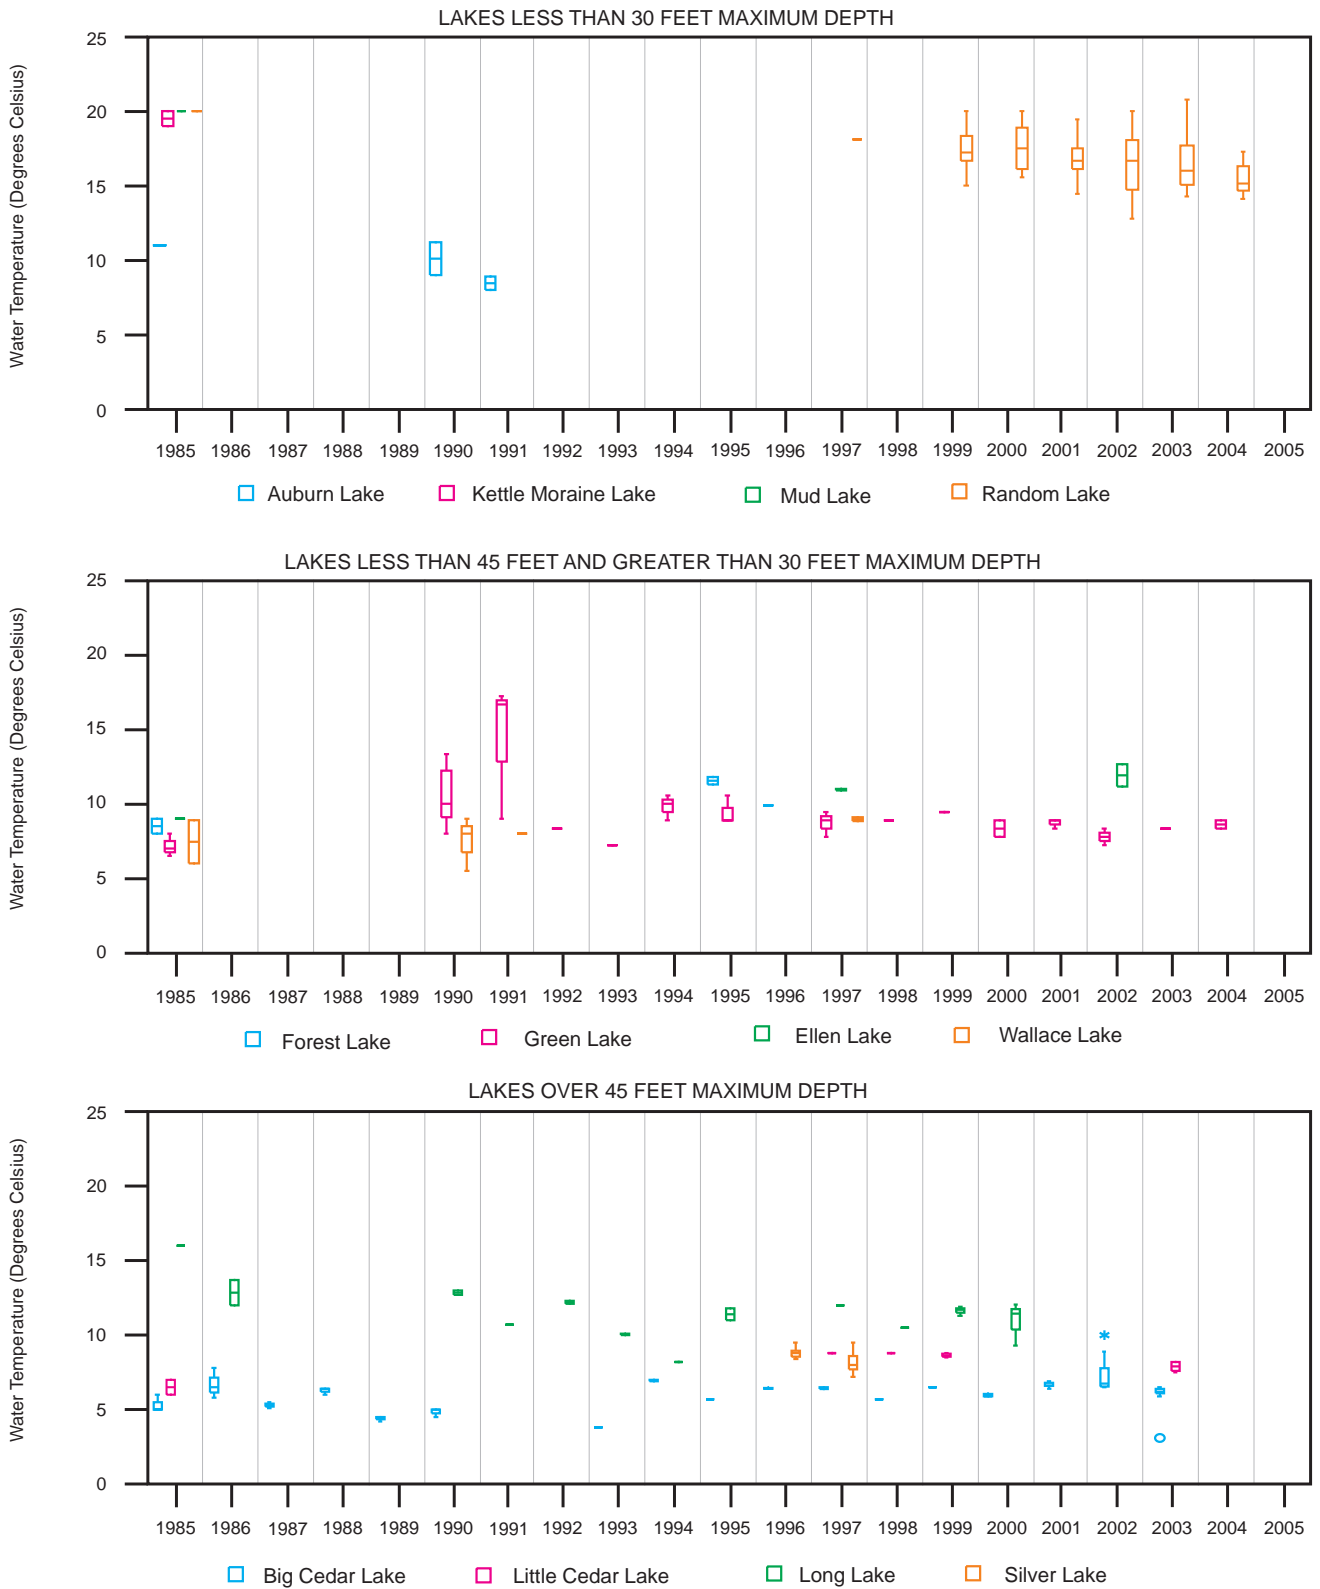 LAKES LESS THAN 30 FEET MAXIMUM DEPTH
Water Temperature (Degrees Celsius)
25
20
15
10
5
0
1985 1986 1987 1988 1989 1990 1991 1992 1993 1994 1995 1996 1997 1998 1999 2000 2001 2002 2003 2004 2005
Auburn Lake Kettle Moraine Lake Mud Lake Random Lake
LAKES LESS THAN 45 FEET AND GREATER THAN 30 FEET MAXIMUM DEPTH
Water Temperature (Degrees Celsius)
25
20
15
10
5
0
1985 1986 1987 1988 1989 1990 1991 1992 1993 1994 1995 1996 1997 1998 1999 2000 2001 2002 2003 2004 2005
Forest Lake Green Lake Ellen Lake Wallace Lake
LAKES OVER 45 FEET MAXIMUM DEPTH
Water Temperature (Degrees Celsius)
25
20
15
10
5
0
1985 1986 1987 1988 1989 1990 1991 1992 1993 1994 1995 1996 1997 1998 1999 2000 2001 2002 2003 2004 2005
Big Cedar Lake Little Cedar Lake Long Lake Silver Lake